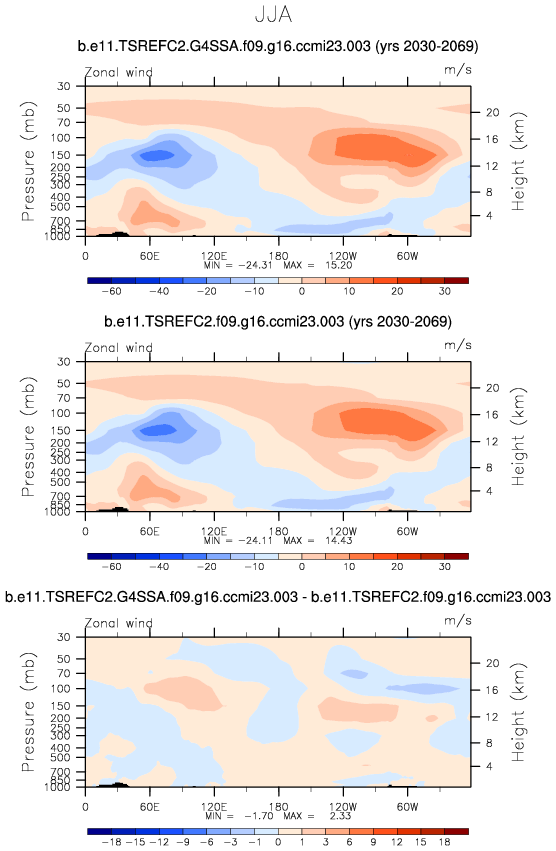 JJA
b.e11.TSREFC2.G4SSA.f09.g16.ccmi23.003 (yrs 2030-2069)
Zonal wind m/s
Pressure (mb)
30
50
70
100
150
200
250
300
400
500
700
850
1000
20
16
12
8
4
Height (km)
0 60E 120E 180 120W 60W
MIN = -24.31 MAX = 15.20
-60 -40 -20 -10 0 10 20 30
b.e11.TSREFC2.f09.g16.ccmi23.003 (yrs 2030-2069)
Zonal wind m/s
Pressure (mb)
30
50
70
100
150
200
250
300
400
500
700
850
1000
20
16
12
8
4
Height (km)
0 60E 120E 180 120W 60W
MIN = -24.11 MAX = 14.43
-60 -40 -20 -10 0 10 20 30
b.e11.TSREFC2.G4SSA.f09.g16.ccmi23.003 - b.e11.TSREFC2.f09.g16.ccmi23.003
Zonal wind m/s
Pressure (mb)
30
50
70
100
150
200
250
300
400
500
700
850
1000
20
16
12
8
4
Height (km)
0 60E 120E 180 120W 60W
MIN = -1.70 MAX = 2.33
-18 -15 -12 -9 -6 -3 -1 0 1 3 6 9 12 15 18